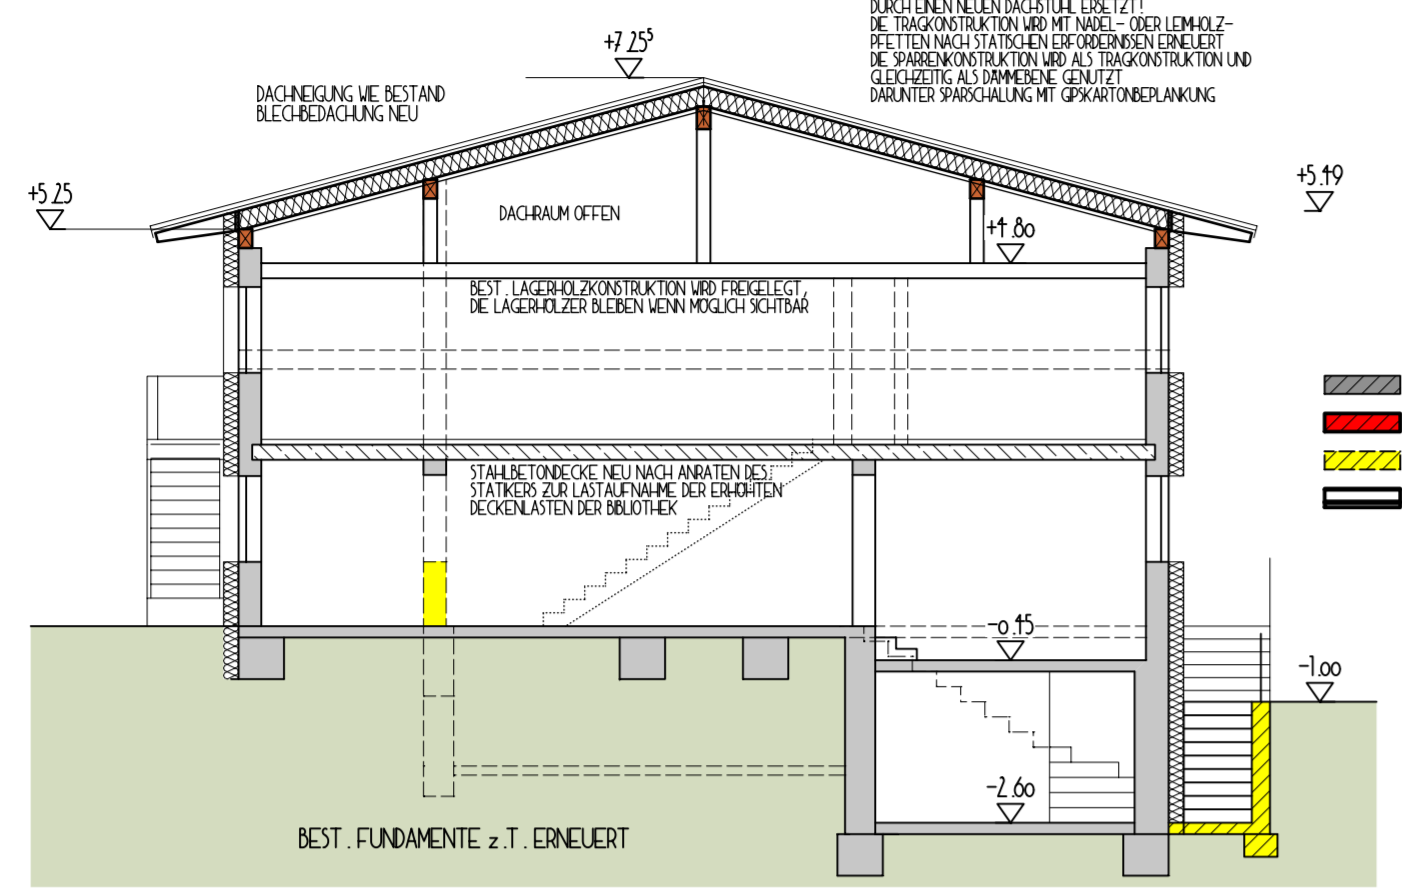 DURCH EINEN NEUEN DACHSTUHL ERSETZT!
DIE TRAGKONSTRUKTION WIRD MIT NADEL- ODER LEIMHOLZ-
PFETTEN NACH STATISCHEN ERFORDERNISSEN ERNEUERT
DIE SPARRENKONSTRUKTION WIRD ALS TRAGKONSTRUKTION UND
GLEICHZEITIG ALS DÄMMEBENE GENUTZT
DARUNTER SPARSCHALUNG MIT GIPSKARTONBEPLANKUNG
+7.25⁵
DACHNEIGUNG WIE BESTAND
BLECHBEDACHUNG NEU
+5.25
+5.49
DACHRAUM OFFEN
+4.80
BEST. LAGERHOLZKONSTRUKTION WIRD FREIGELEGT,
DIE LAGERHÖLZER BLEIBEN WENN MÖGLICH SICHTBAR
STAHLBETONDECKE NEU NACH ANRATEN DES
STATIKERS ZUR LASTAUFNAHME DER ERHÖHTEN
DECKENLASTEN DER BIBLIOTHEK
-0.45
-1.00
-2.60
BEST. FUNDAMENTE z.T. ERNEUERT